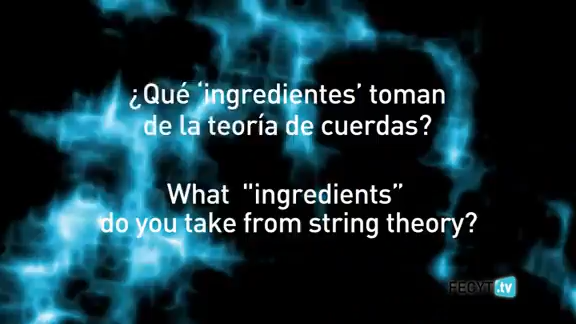 ¿Qué ‘ingredientes’ toman
de la teoría de cuerdas?
What "ingredients”
do you take from string theory?
FECYT.tv